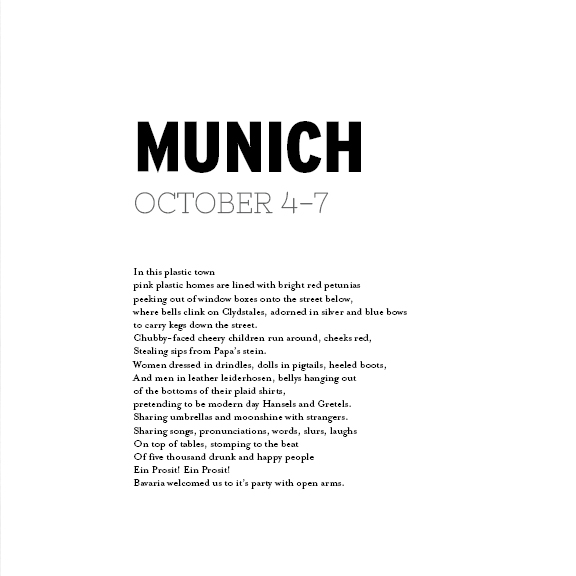 MUNICH
OCTOBER 4–7
In this plastic town
pink plastic homes are lined with bright red petunias
peeking out of window boxes onto the street below,
where bells clink on Clydstales, adorned in silver and blue bows
to carry kegs down the street.
Chubby-faced cheery children run around, cheeks red,
Stealing sips from Papa's stein.
Women dressed in drindles, dolls in pigtails, heeled boots,
And men in leather leiderhosen, bellys hanging out
of the bottoms of their plaid shirts,
pretending to be modern day Hansels and Gretels.
Sharing umbrellas and moonshine with strangers.
Sharing songs, pronunciations, words, slurs, laughs
On top of tables, stomping to the beat
Of five thousand drunk and happy people
Ein Prosit! Ein Prosit!
Bavaria welcomed us to it's party with open arms.